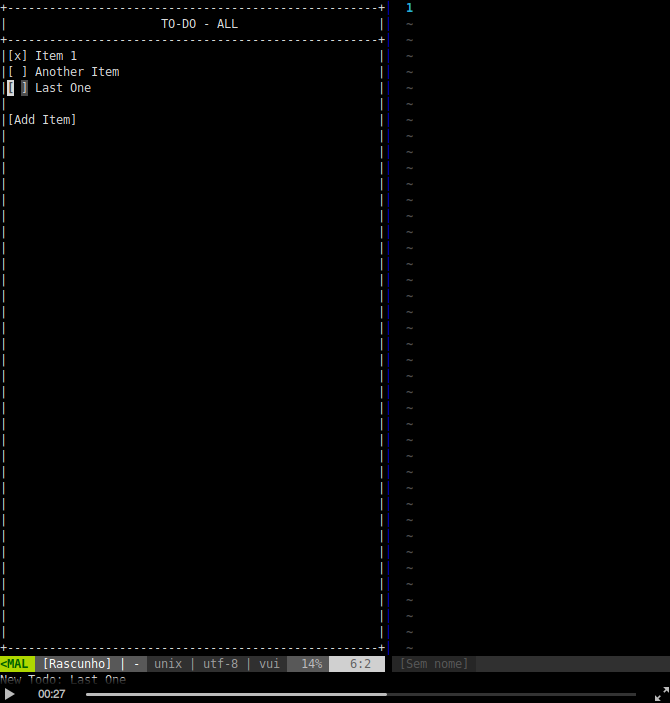 TO-DO - ALL
[x] Item 1
[ ] Another Item
[ ] Last One
[Add Item]
1
<MAL [Rascunho] | - unix | utf-8 | vui 14% 6:2 [Sem nome]
New Todo: Last One
00:27